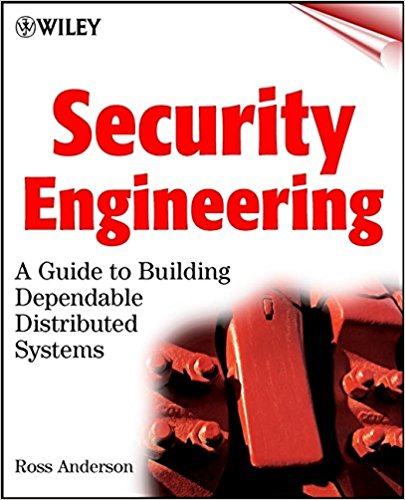 WILEY
Security
Engineering
A Guide to Building
Dependable
Distributed
Systems
Ross Anderson